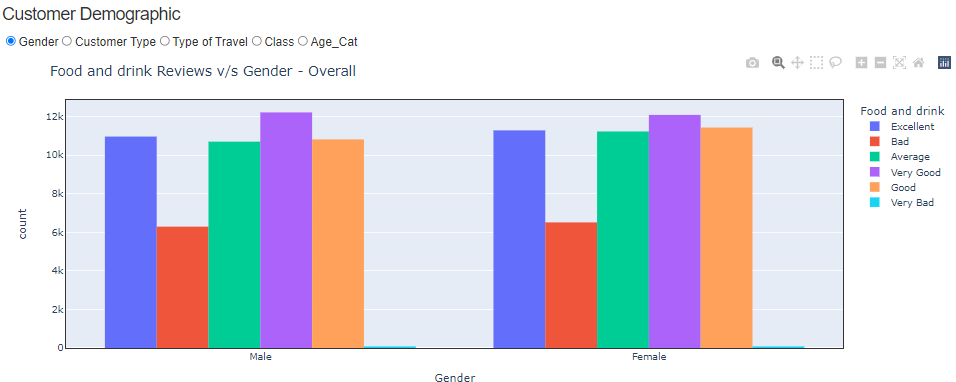 Customer Demographic
Gender Customer Type Type of Travel Class Age_Cat
Food and drink Reviews v/s Gender - Overall
Food and drink
Excellent
Bad
Average
Very Good
Good
Very Bad
12k
10k
8k
6k
4k
2k
0
count
Male Female
Gender